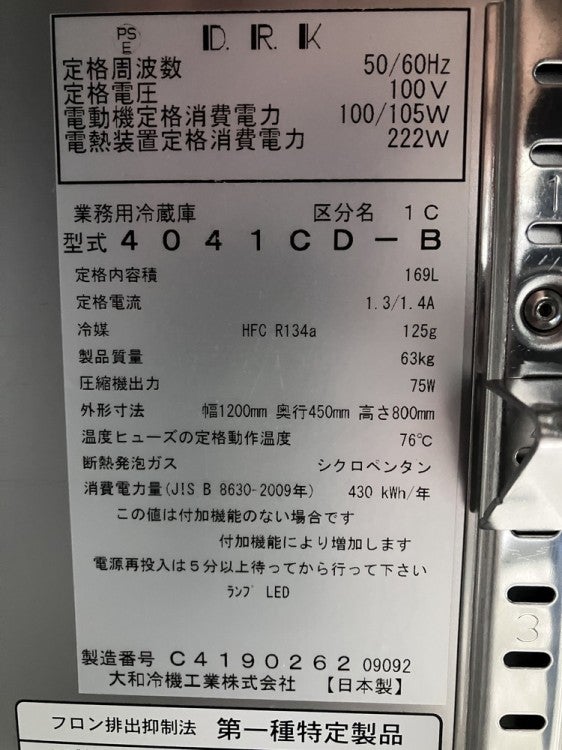 PS
E
D.R.K
定格周波数 50/60Hz
定格電圧 100V
電動機定格消費電力 100/105W
電熱装置定格消費電力 222W
業務用冷蔵庫 区分名 1C
型式 4041CD-B
定格内容積 169L
定格電流 1.3/1.4A
冷媒 HFC R134a 125g
製品質量 63kg
圧縮機出力 75W
外形寸法 幅1200mm 奥行450mm 高さ800mm
温度ヒューズの定格動作温度 76℃
断熱発泡ガス シクロペンタン
消費電力量(JIS B 8630-2009年) 430 kWh/年
この値は付加機能のない場合です
付加機能により増加します
電源再投入は5分以上待ってから行って下さい
ﾗﾝﾌﾟ LED
製造番号 C4190262 09092
大和冷機工業株式会社 【日本製】
フロン排出抑制法 第一種特定製品
1
3